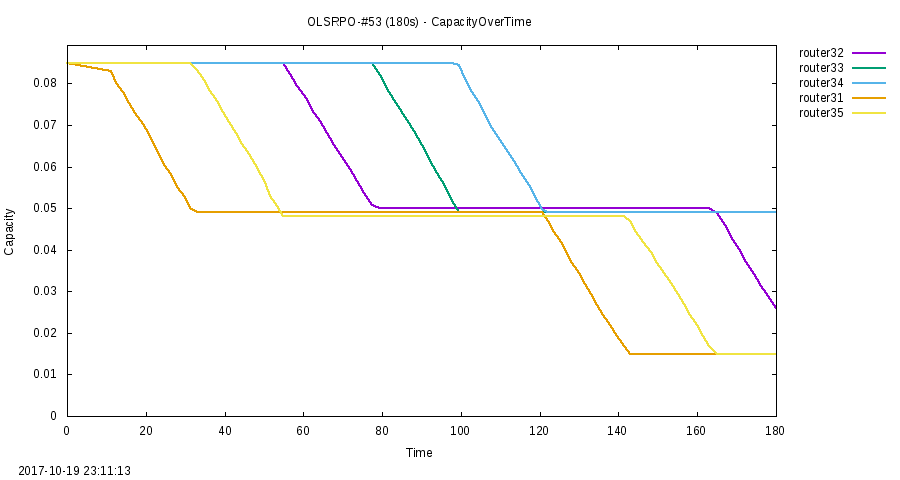 OLSRPO-#53 (180s) - CapacityOverTime
router32
router33
router34
router31
router35
0.08
0.07
0.06
0.05
0.04
0.03
0.02
0.01
0
Capacity
0 20 40 60 80 100 120 140 160 180
Time
2017-10-19 23:11:13